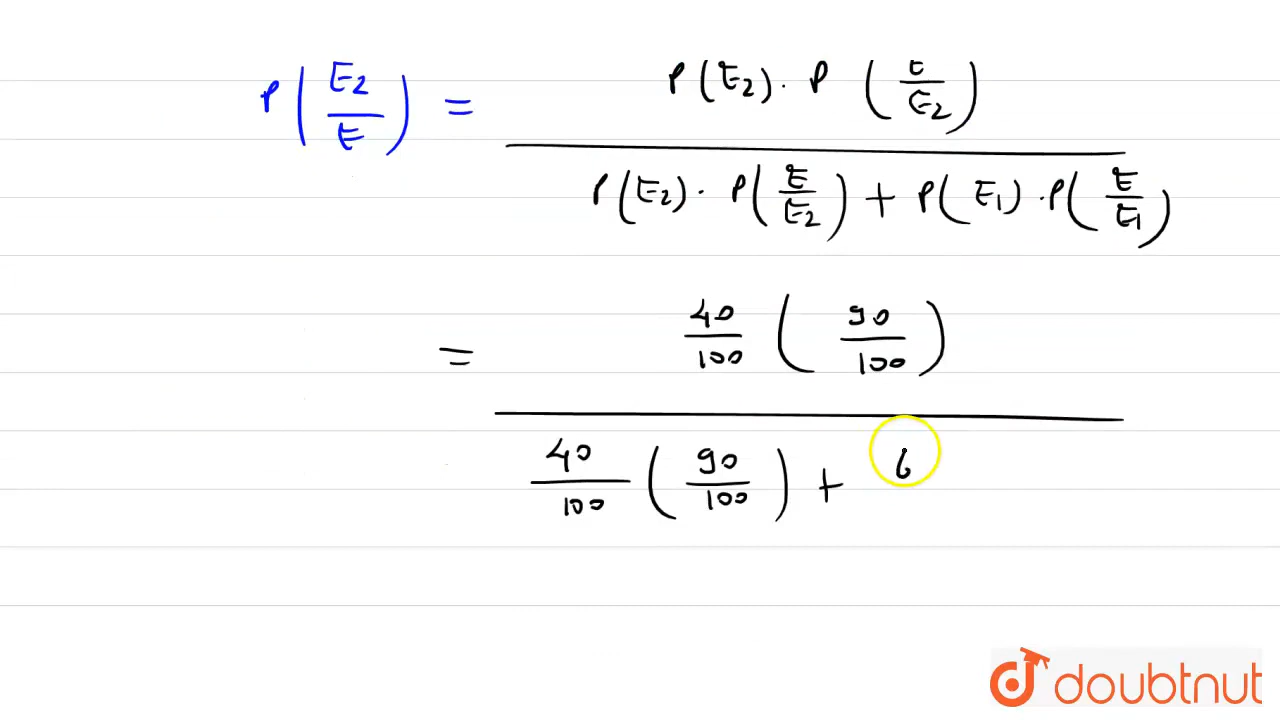 P(E2/E) = P(E2). P(E/E2) / P(E2). P(E/E2) + P(E1). P(E/E1)
= 40/100 (90/100) / 40/100 (90/100) + 6
doubtnut